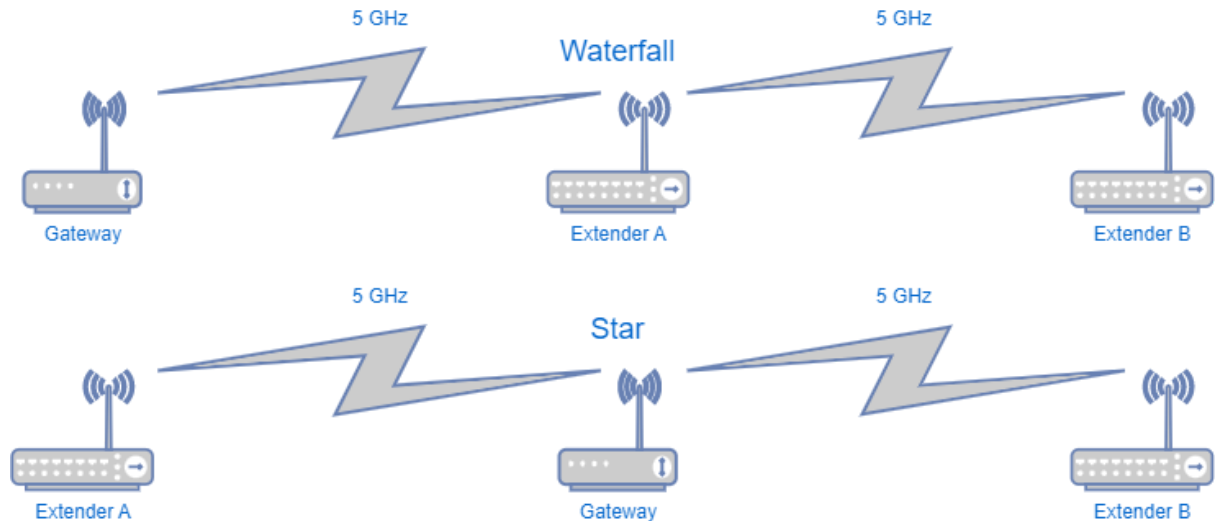 5 GHz
5 GHz
Waterfall
Gateway
Extender A
Extender B
5 GHz
5 GHz
Star
Extender A
Gateway
Extender B